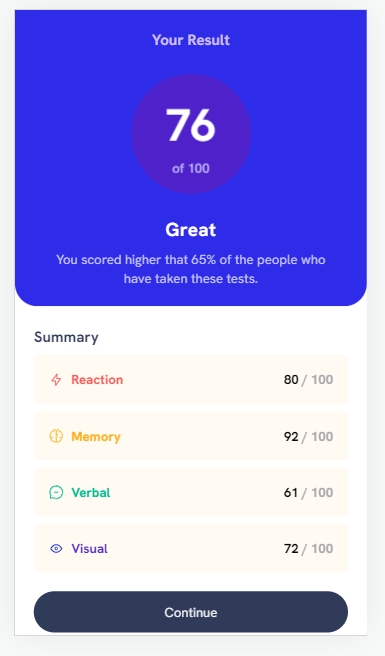 Your Result
76
of 100
Great
You scored higher that 65% of the people who
have taken these tests.
Summary
Reaction 80 / 100
Memory 92 / 100
Verbal 61 / 100
Visual 72 / 100
Continue